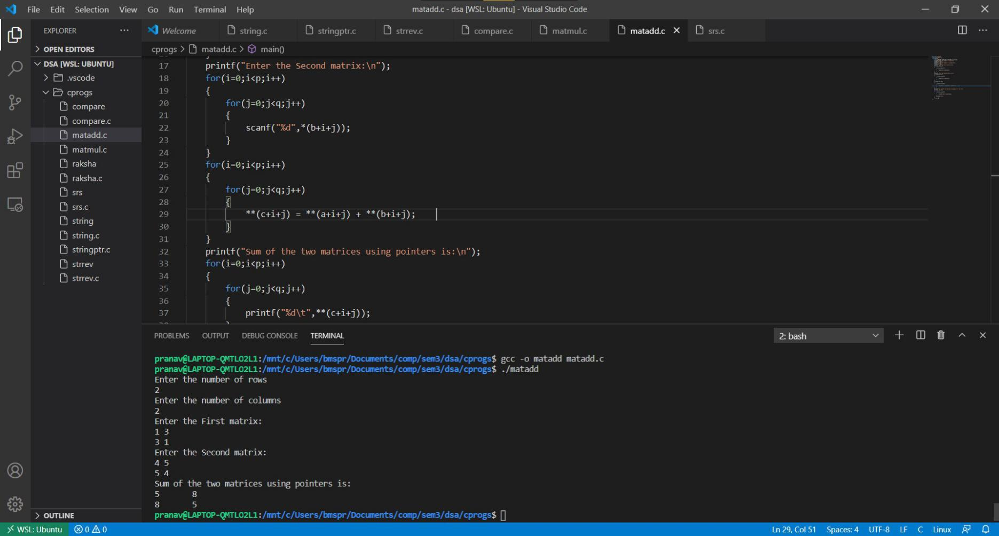 File Edit Selection View Go Run Terminal Help
matadd.c - dsa [WSL: Ubuntu] - Visual Studio Code
EXPLORER
Welcome string.c stringptr.c strrev.c compare.c matmul.c matadd.c srs.c
OPEN EDITORS
cprogs > matadd.c > main()
DSA [WSL: UBUNTU]
.vscode
cprogs
compare
compare.c
matadd.c
matmul.c
raksha
raksha.c
srs
srs.c
string
string.c
stringptr.c
strrev
strrev.c
OUTLINE
17 printf("Enter the Second matrix:\n");
18 for(i=0;i<p;i++)
19 {
20 for(j=0;j<q;j++)
21 {
22 scanf("%d",*(b+i+j));
23 }
24 }
25 for(i=0;i<p;i++)
26 {
27 for(j=0;j<q;j++)
28 {
29 **(c+i+j) = **(a+i+j) + **(b+i+j);
30 }
31 }
32 printf("Sum of the two matrices using pointers is:\n");
33 for(i=0;i<p;i++)
34 {
35 for(j=0;j<q;j++)
36 {
37 printf("%d\t",**(c+i+j));
PROBLEMS OUTPUT DEBUG CONSOLE TERMINAL
2: bash
pranav@LAPTOP-QMTLO2L1:/mnt/c/Users/bmspr/Documents/comp/sem3/dsa/cprogs$ gcc -o matadd matadd.c
pranav@LAPTOP-QMTLO2L1:/mnt/c/Users/bmspr/Documents/comp/sem3/dsa/cprogs$ ./matadd
Enter the number of rows
2
Enter the number of columns
2
Enter the First matrix:
1 3
3 1
Enter the Second matrix:
4 5
5 4
Sum of the two matrices using pointers is:
5 8
8 5
pranav@LAPTOP-QMTLO2L1:/mnt/c/Users/bmspr/Documents/comp/sem3/dsa/cprogs$
WSL: Ubuntu 0 0
Ln 29, Col 51 Spaces: 4 UTF-8 LF C Linux